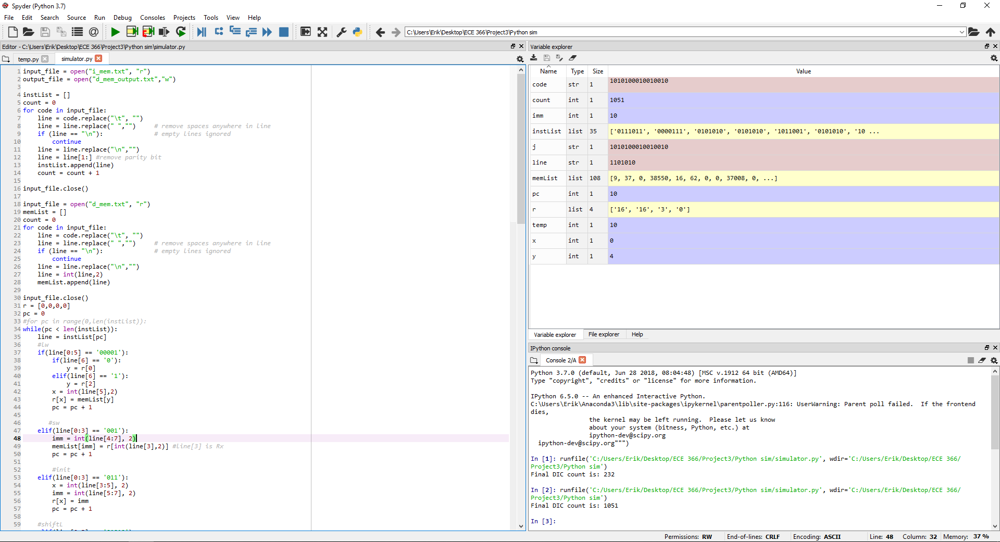 Spyder (Python 3.7)
File Edit Search Source Run Debug Consoles Projects Tools View Help
C:\Users\Erik\Desktop\ECE 366\Project3\Python sim
Editor - C:\Users\Erik\Desktop\ECE 366\Project3\Python sim\simulator.py
temp.py simulator.py
1 input_file = open("i_mem.txt", "r")
2 output_file = open("d_mem_output.txt","w")
3
4 instList = []
5 count = 0
6 for code in input_file:
7     line = code.replace("\t", "")
8     line = line.replace(" ","")     # remove spaces anywhere in line
9     if (line == "\n"):              # empty lines ignored
10         continue
11     line = line.replace("\n","")
12     line = line[1:] #remove parity bit
13     instList.append(line)
14     count = count + 1
15
16 input_file.close()
17
18 input_file = open("d_mem.txt", "r")
19 memList = []
20 count = 0
21 for code in input_file:
22     line = code.replace("\t", "")
23     line = line.replace(" ","")     # remove spaces anywhere in line
24     if (line == "\n"):              # empty lines ignored
25         continue
26     line = line.replace("\n","")
27     line = int(line,2)
28     memList.append(line)
29
30 input_file.close()
31 r = [0,0,0,0]
32 pc = 0
33 #for pc in range(0,len(instList)):
34 while(pc < len(instList)):
35     line = instList[pc]
36     #lw
37     if(line[0:5] == '00001'):
38         if(line[6] == '0'):
39             y = r[0]
40         elif(line[6] == '1'):
41             y = r[2]
42         x = int(line[5],2)
43         r[x] = memList[y]
44         pc = pc + 1
45
46        #sw
47     elif(line[0:3] == '001'):
48         imm = int(line[4:7], 2)
49         memList[imm] = r[int(line[3],2)] #line[3] is Rx
50         pc = pc + 1
51
52         #init
53     elif(line[0:3] == '011'):
54         x = int(line[3:5], 2)
55         imm = int(line[5:7], 2)
56         r[x] = imm
57         pc = pc + 1
58
59     #shiftL
Variable explorer
Name Type Size Value
code str 1 1010100010010010
count int 1 1051
imm int 1 10
instList list 35 ['0111011', '0000111', '0101010', '0101010', '1011001', '0101010', '10 ...
j str 1 1010100010010010
line str 1 1101010
memList list 108 [9, 37, 0, 38550, 16, 62, 0, 0, 37008, 0, ...]
pc int 1 10
r list 4 ['16', '16', '3', '0']
temp int 1 10
x int 1 0
y int 1 4
Variable explorer File explorer Help
IPython console
Console 2/A
Python 3.7.0 (default, Jun 28 2018, 08:04:48) [MSC v.1912 64 bit (AMD64)]
Type "copyright", "credits" or "license" for more information.
IPython 6.5.0 -- An enhanced Interactive Python.
C:\Users\Erik\Anaconda3\lib\site-packages\ipykernel\parentpoller.py:116: UserWarning: Parent poll failed.  If the frontend
dies,
the kernel may be left running.  Please let us know
about your system (bitness, Python, etc.) at
ipython-dev@scipy.org
ipython-dev@scipy.org""")
In [1]: runfile('C:/Users/Erik/Desktop/ECE 366/Project3/Python sim/simulator.py', wdir='C:/Users/Erik/Desktop/ECE 366/
Project3/Python sim')
Final DIC count is: 232
In [2]: runfile('C:/Users/Erik/Desktop/ECE 366/Project3/Python sim/simulator.py', wdir='C:/Users/Erik/Desktop/ECE 366/
Project3/Python sim')
Final DIC count is: 1051
In [3]:
Permissions: RW End-of-lines: CRLF Encoding: ASCII Line: 48 Column: 32 Memory: 37 %